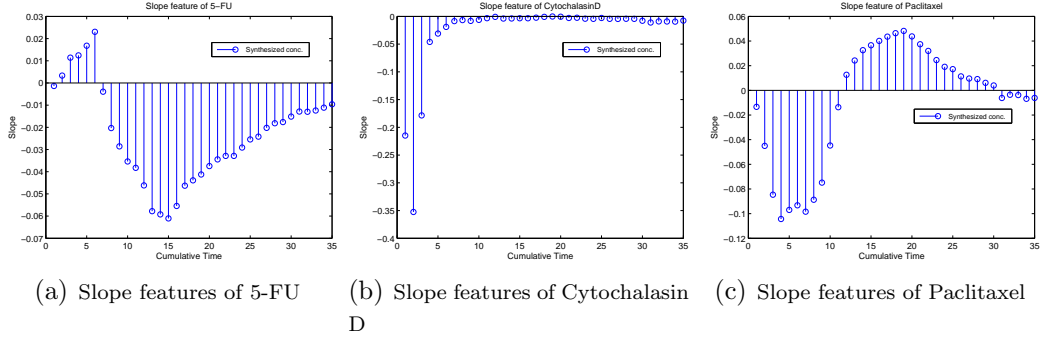 Slope feature of 5−FU
0.03
0.02
0.01
0
−0.01
−0.02
−0.03
−0.04
−0.05
−0.06
−0.07
Slope
0 5 10 15 20 25 30 35
Cumulative Time
Synthesized conc.
(a) Slope features of 5-FU
Slope feature of CytochalasinD
0
−0.05
−0.1
−0.15
−0.2
−0.25
−0.3
−0.35
−0.4
Slope
0 5 10 15 20 25 30 35
Cumulative Time
Synthesized conc.
(b) Slope features of Cytochalasin
D
Slope feature of Paclitaxel
0.06
0.04
0.02
0
−0.02
−0.04
−0.06
−0.08
−0.1
−0.12
Slope
0 5 10 15 20 25 30 35
Cumulative Time
Synthesized conc.
(c) Slope features of Paclitaxel